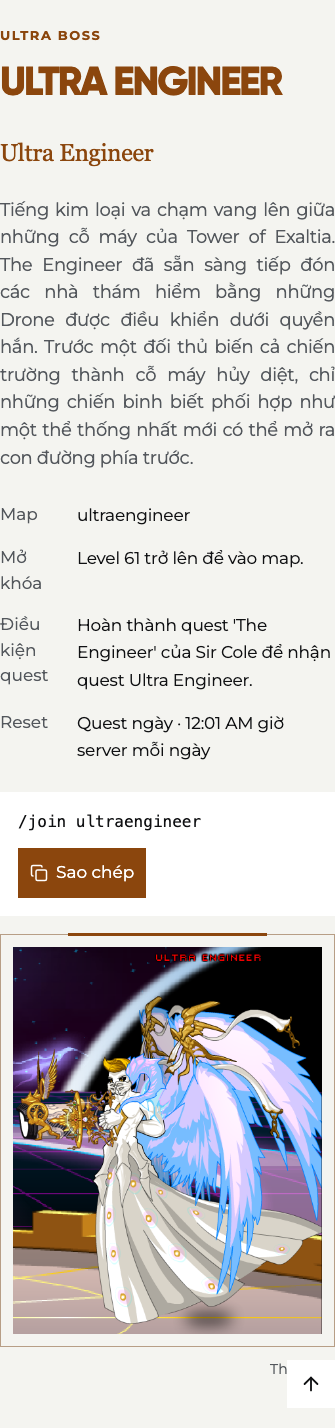 ULTRA BOSS
ULTRA ENGINEER
Ultra Engineer
Tiếng kim loại va chạm vang lên giữa
những cỗ máy của Tower of Exaltia.
The Engineer đã sẵn sàng tiếp đón
các nhà thám hiểm bằng những
Drone được điều khiển dưới quyền
hắn. Trước một đối thủ biến cả chiến
trường thành cỗ máy hủy diệt, chỉ
những chiến binh biết phối hợp như
một thể thống nhất mới có thể mở ra
con đường phía trước.
Map
ultraengineer
Mở
khóa
Level 61 trở lên để vào map.
Điều
kiện
quest
Hoàn thành quest 'The
Engineer' của Sir Cole để nhận
quest Ultra Engineer.
Reset
Quest ngày · 12:01 AM giờ
server mỗi ngày
/join ultraengineer
Sao chép
ULTRA ENGINEER